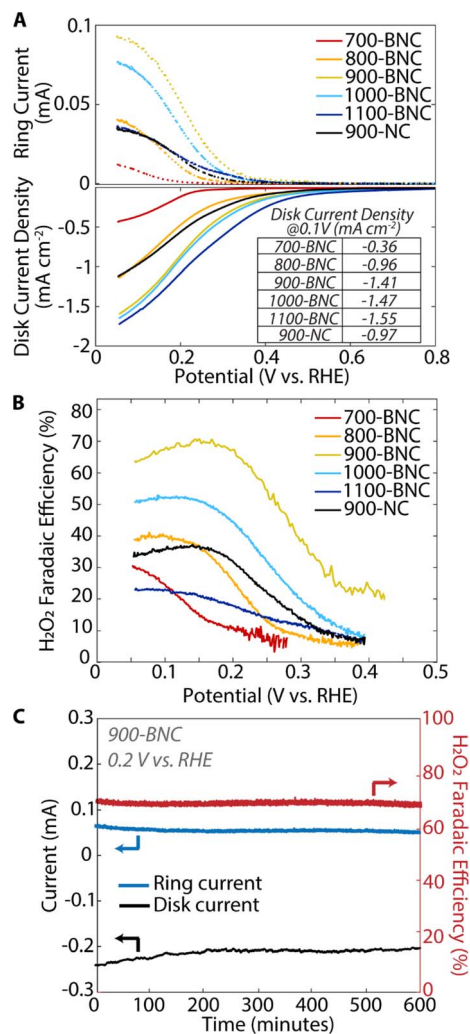 A
0.1
700-BNC
800-BNC
900-BNC
1000-BNC
1100-BNC
900-NC
Ring Current
(mA)
0.05
0
Disk Current Density
(mA cm⁻²)
-0.5
-1
-1.5
-2
Disk Current Density
@0.1V (mA cm⁻²)
700-BNC -0.36
800-BNC -0.96
900-BNC -1.41
1000-BNC -1.47
1100-BNC -1.55
900-NC -0.97
0 0.2 0.4 0.6 0.8
Potential (V vs. RHE)
B
80
70
60
50
40
30
20
10
0
H₂O₂ Faradaic Efficiency (%)
700-BNC
800-BNC
900-BNC
1000-BNC
1100-BNC
900-NC
0 0.1 0.2 0.3 0.4 0.5
Potential (V vs. RHE)
C
0.3
0.2
0.1
0
-0.1
-0.2
-0.3
Current (mA)
900-BNC
0.2 V vs. RHE
Ring current
Disk current
100
80
60
40
20
0
H₂O₂ Faradaic Efficiency
(%)
0 100 200 300 400 500 600
Time (minutes)